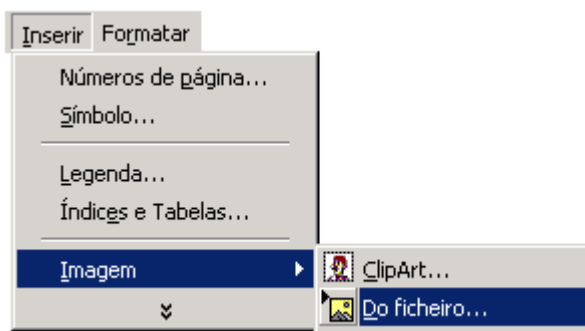 Inserir Formatar
Números de página...
Símbolo...
Legenda...
Índices e Tabelas...
Imagem
ClipArt...
Do ficheiro...